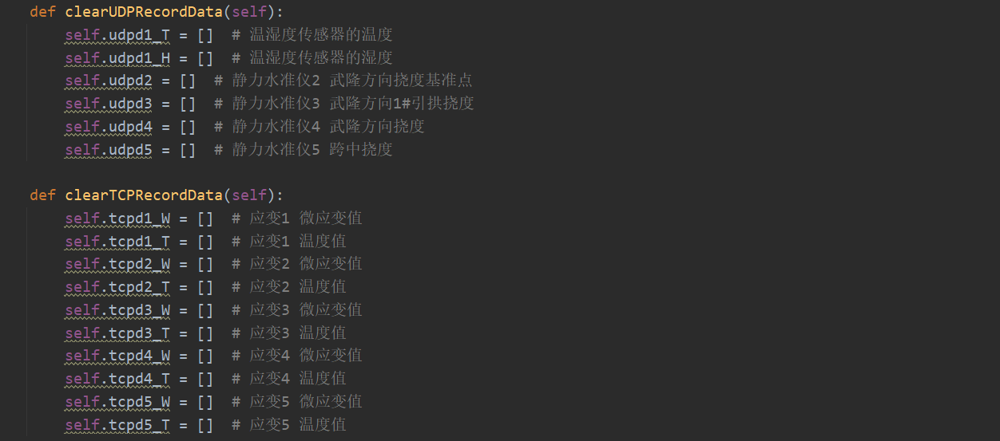 def clearUDPRecordData(self):
    self.udpd1_T = []  # 温湿度传感器的温度
    self.udpd1_H = []  # 温湿度传感器的湿度
    self.udpd2 = []  # 静力水准仪2 武隆方向挠度基准点
    self.udpd3 = []  # 静力水准仪3 武隆方向1#引拱挠度
    self.udpd4 = []  # 静力水准仪4 武隆方向挠度
    self.udpd5 = []  # 静力水准仪5 跨中挠度
def clearTCPRecordData(self):
    self.tcpd1_W = []  # 应变1 微应变值
    self.tcpd1_T = []  # 应变1 温度值
    self.tcpd2_W = []  # 应变2 微应变值
    self.tcpd2_T = []  # 应变2 温度值
    self.tcpd3_W = []  # 应变3 微应变值
    self.tcpd3_T = []  # 应变3 温度值
    self.tcpd4_W = []  # 应变4 微应变值
    self.tcpd4_T = []  # 应变4 温度值
    self.tcpd5_W = []  # 应变5 微应变值
    self.tcpd5_T = []  # 应变5 温度值